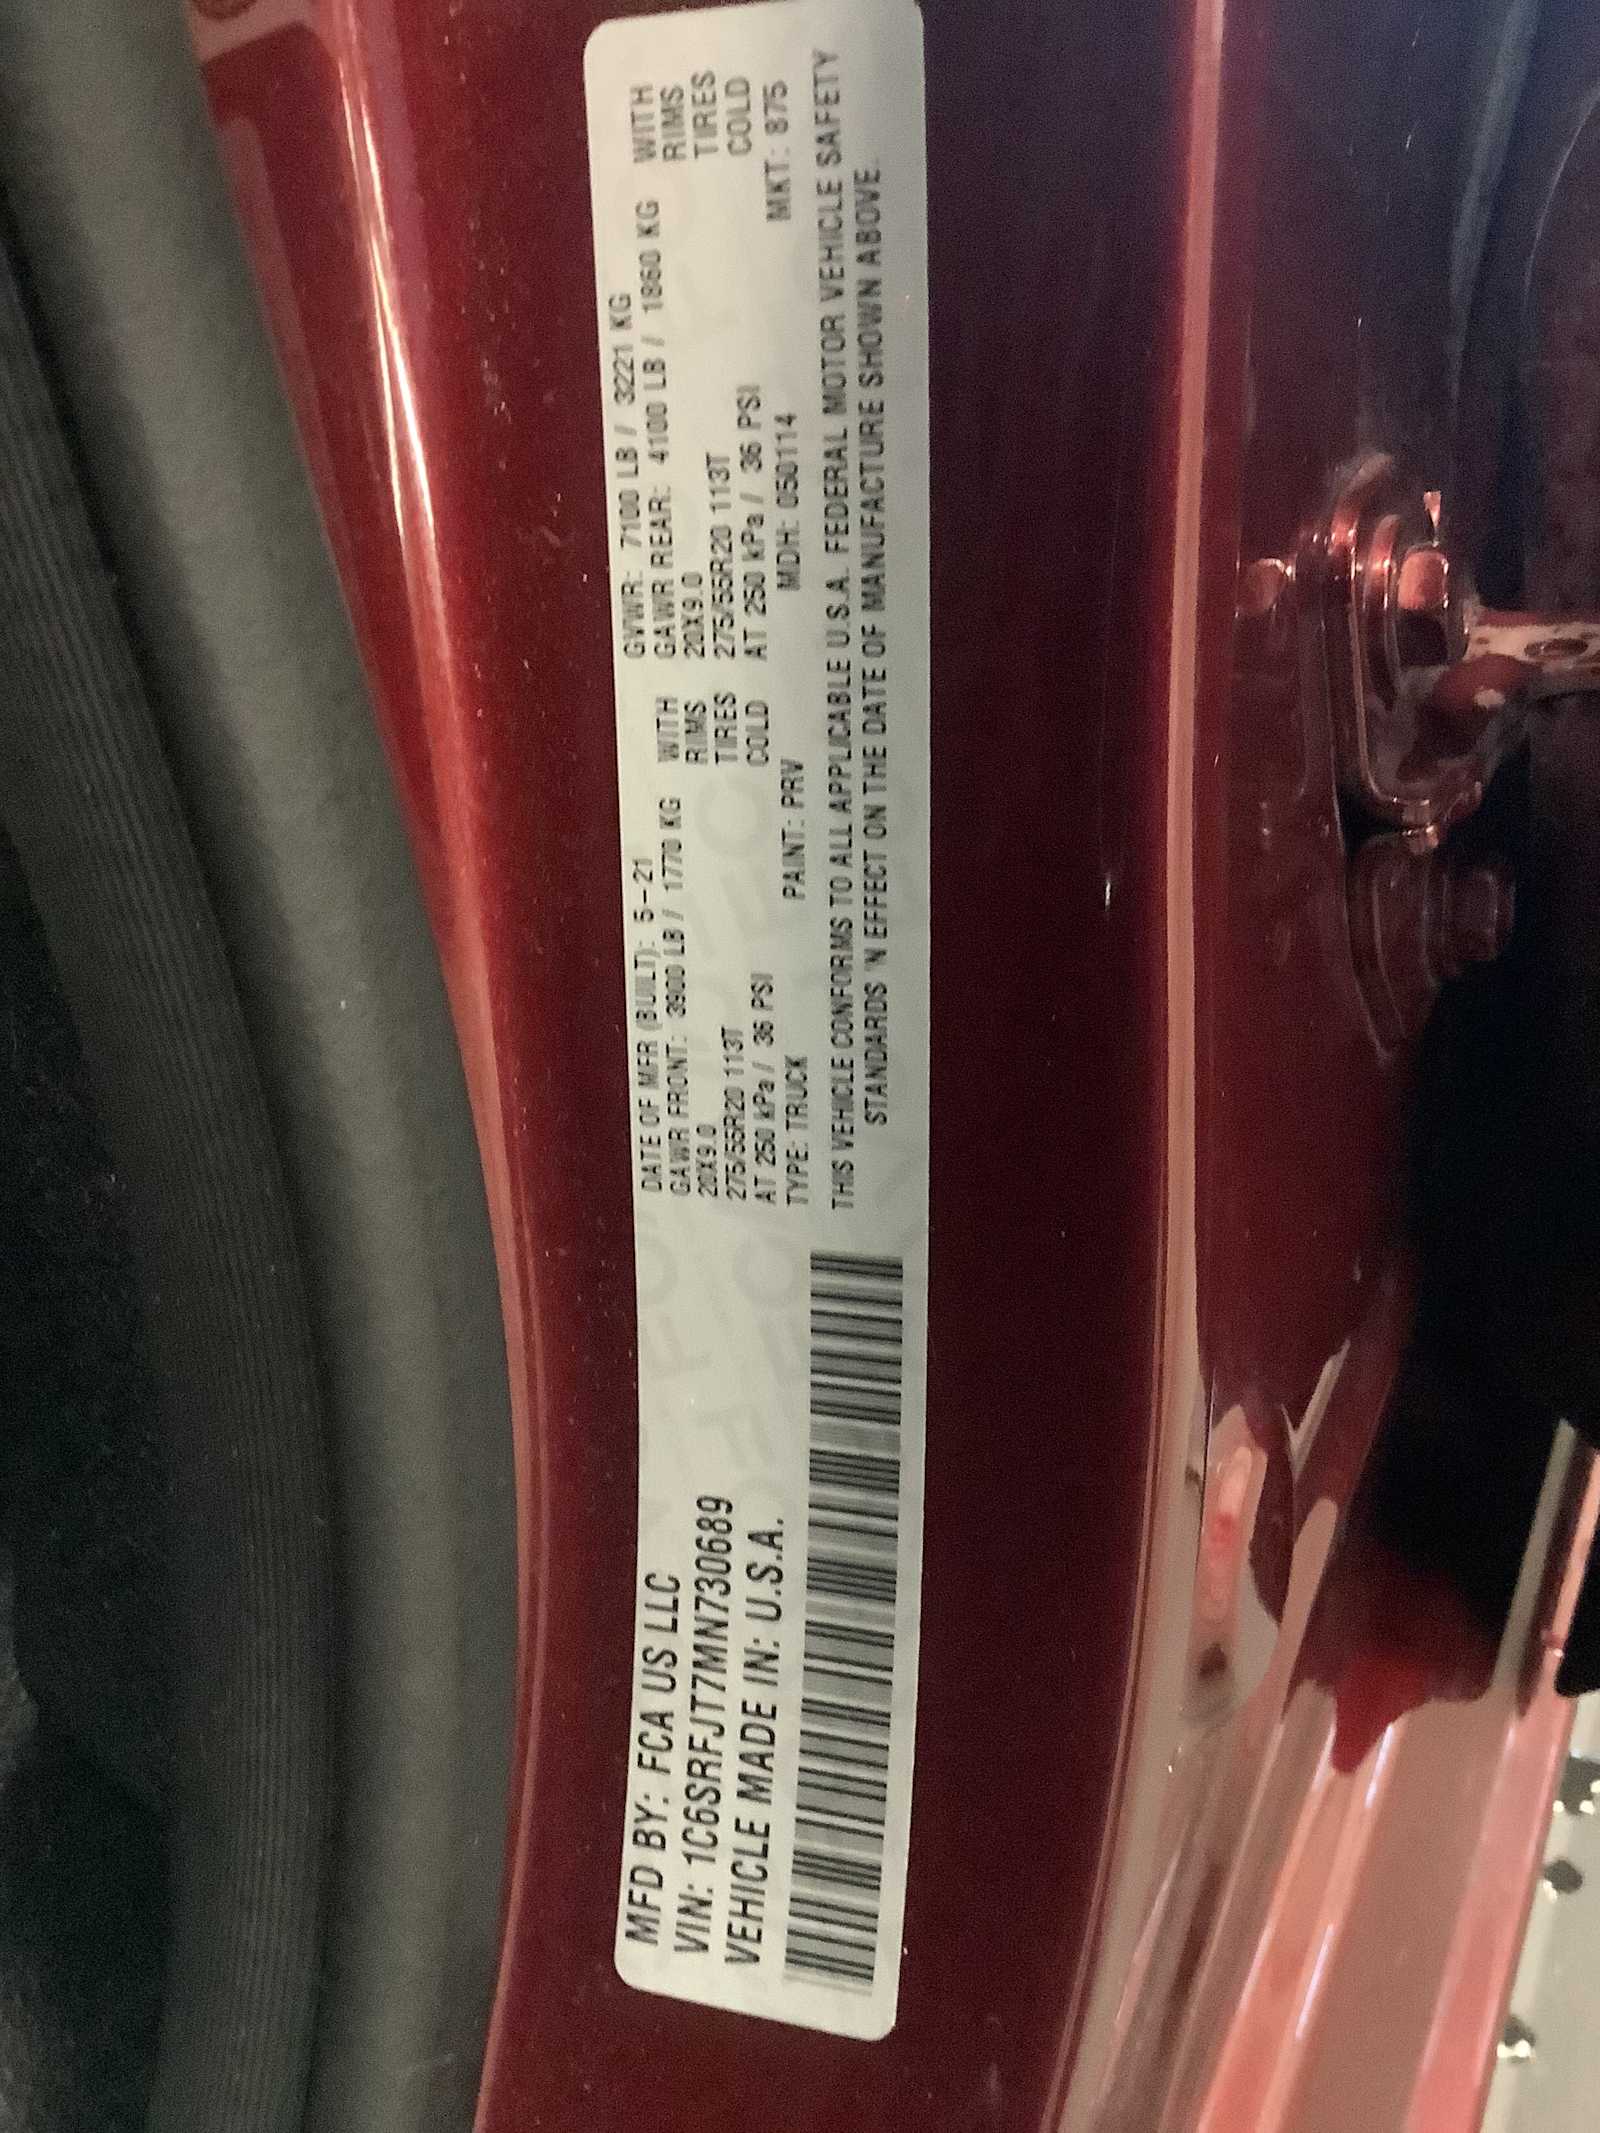 MFD BY: FCA US LLC
VIN: 1C6SRFJT7MN730689
VEHICLE MADE IN: U.S.A.
DATE OF MFR (BUILT): 5-21 GVWR: 7100 LB / 3221 KG
GAWR FRONT: 3900 LB / 1770 KG WITH GAWR REAR: 4100 LB / 1860 KG WITH
20X9.0 RIMS 20X9.0 RIMS
275/55R20 113T TIRES 275/55R20 113T TIRES
AT 250 kPa / 36 PSI COLD AT 250 kPa / 36 PSI COLD
TYPE: TRUCK PAINT: PRV MDH: 050114 MKT: 875
THIS VEHICLE CONFORMS TO ALL APPLICABLE U.S.A. FEDERAL MOTOR VEHICLE SAFETY
STANDARDS IN EFFECT ON THE DATE OF MANUFACTURE SHOWN ABOVE.